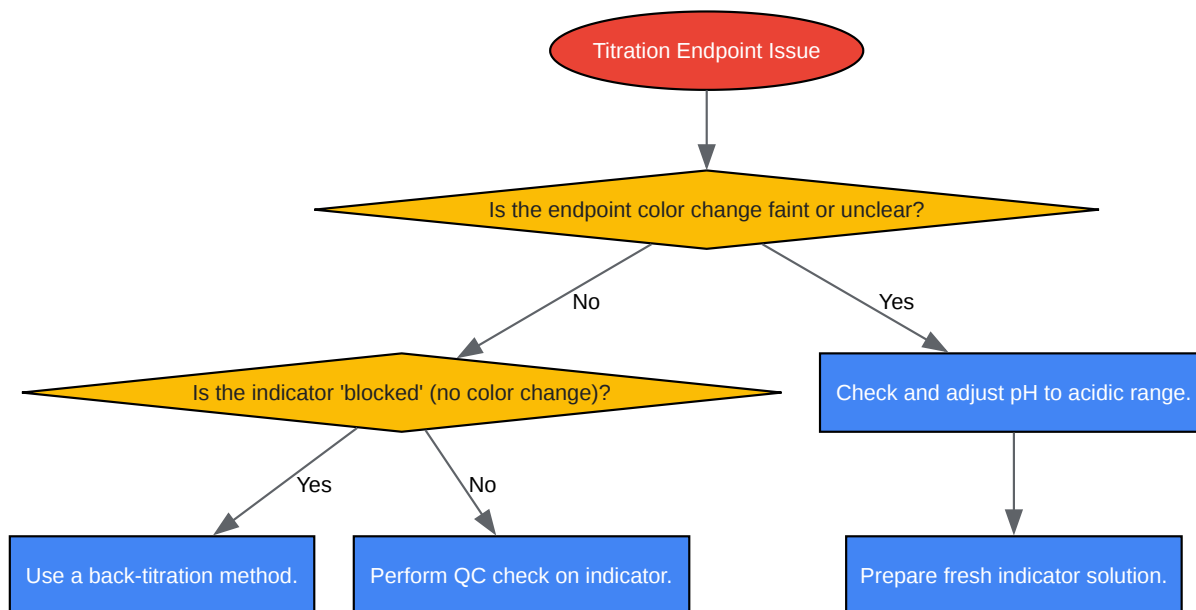 Titration Endpoint Issue
Is the endpoint color change faint or unclear?
No
Yes
Is the indicator 'blocked' (no color change)?
Check and adjust pH to acidic range.
Yes
No
Use a back-titration method.
Perform QC check on indicator.
Prepare fresh indicator solution.